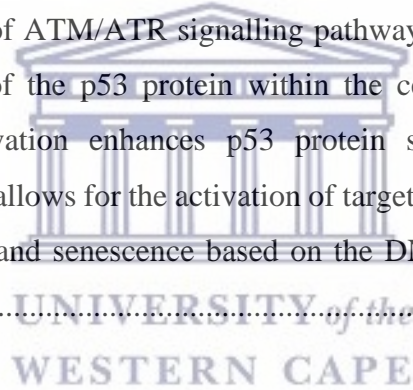 of ATM/ATR signalling pathway
of the p53 protein within the c
vation enhances p53 protein s
allows for the activation of target
and senescence based on the D
UNIVERSITY of the
WESTERN CAPE